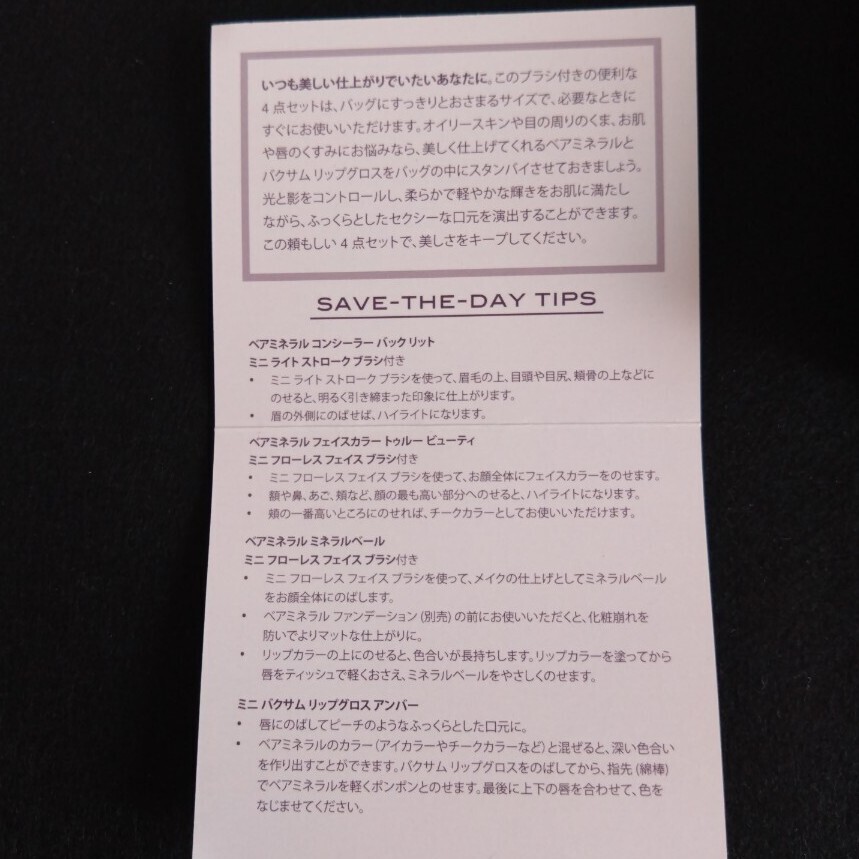 いつも美しい仕上がりでいたいあなたに。このブラシ付きの便利な
4 点セットは、バッグにすっきりとおさまるサイズで、必要なときに
すぐにお使いいただけます。オイリースキンや目の周りのくま、お肌
や唇のくすみにお悩みなら、美しく仕上げてくれるベアミネラルと
バクサム リップグロスをバッグの中にスタンバイさせておきましょう。
光と影をコントロールし、柔らかで軽やかな輝きをお肌に満たし
ながら、ふっくらとしたセクシーな口元を演出することができます。
この頼もしい 4 点セットで、美しさをキープしてください。
SAVE-THE-DAY TIPS
ベアミネラル コンシーラー バック リット
ミニ ライト ストローク ブラシ付き
• ミニ ライト ストローク ブラシを使って、眉毛の上、目頭や目尻、頬骨の上などに
のせると、明るく引き締まった印象に仕上がります。
• 眉の外側にのばせば、ハイライトになります。
ベアミネラル フェイスカラー トゥルー ビューティ
ミニ フローレス フェイス ブラシ付き
• ミニ フローレス フェイス ブラシを使って、お顔全体にフェイスカラーをのせます。
• 額や鼻、あご、頬など、顔の最も高い部分へのせると、ハイライトになります。
• 頬の一番高いところにのせれば、チークカラーとしてお使いいただけます。
ベアミネラル ミネラルベール
ミニ フローレス フェイス ブラシ付き
• ミニ フローレス フェイス ブラシを使って、メイクの仕上げとしてミネラルベール
をお顔全体にのばします。
• ベアミネラル ファンデーション (別売) の前にお使いいただくと、化粧崩れを
防いでよりマットな仕上がりに。
• リップカラーの上にのせると、色合いが長持ちします。リップカラーを塗ってから
唇をティッシュで軽くおさえ、ミネラルベールをやさしくのせます。
ミニ バクサム リップグロス アンバー
• 唇にのばしてピーチのようなふっくらとした口元に。
• ベアミネラルのカラー (アイカラーやチークカラーなど) と混ぜると、深い色合い
を作り出すことができます。バクサム リップグロスをのばしてから、指先 (綿棒)
でベアミネラルを軽くポンポンとのせます。最後に上下の唇を合わせて、色を
なじませてください。